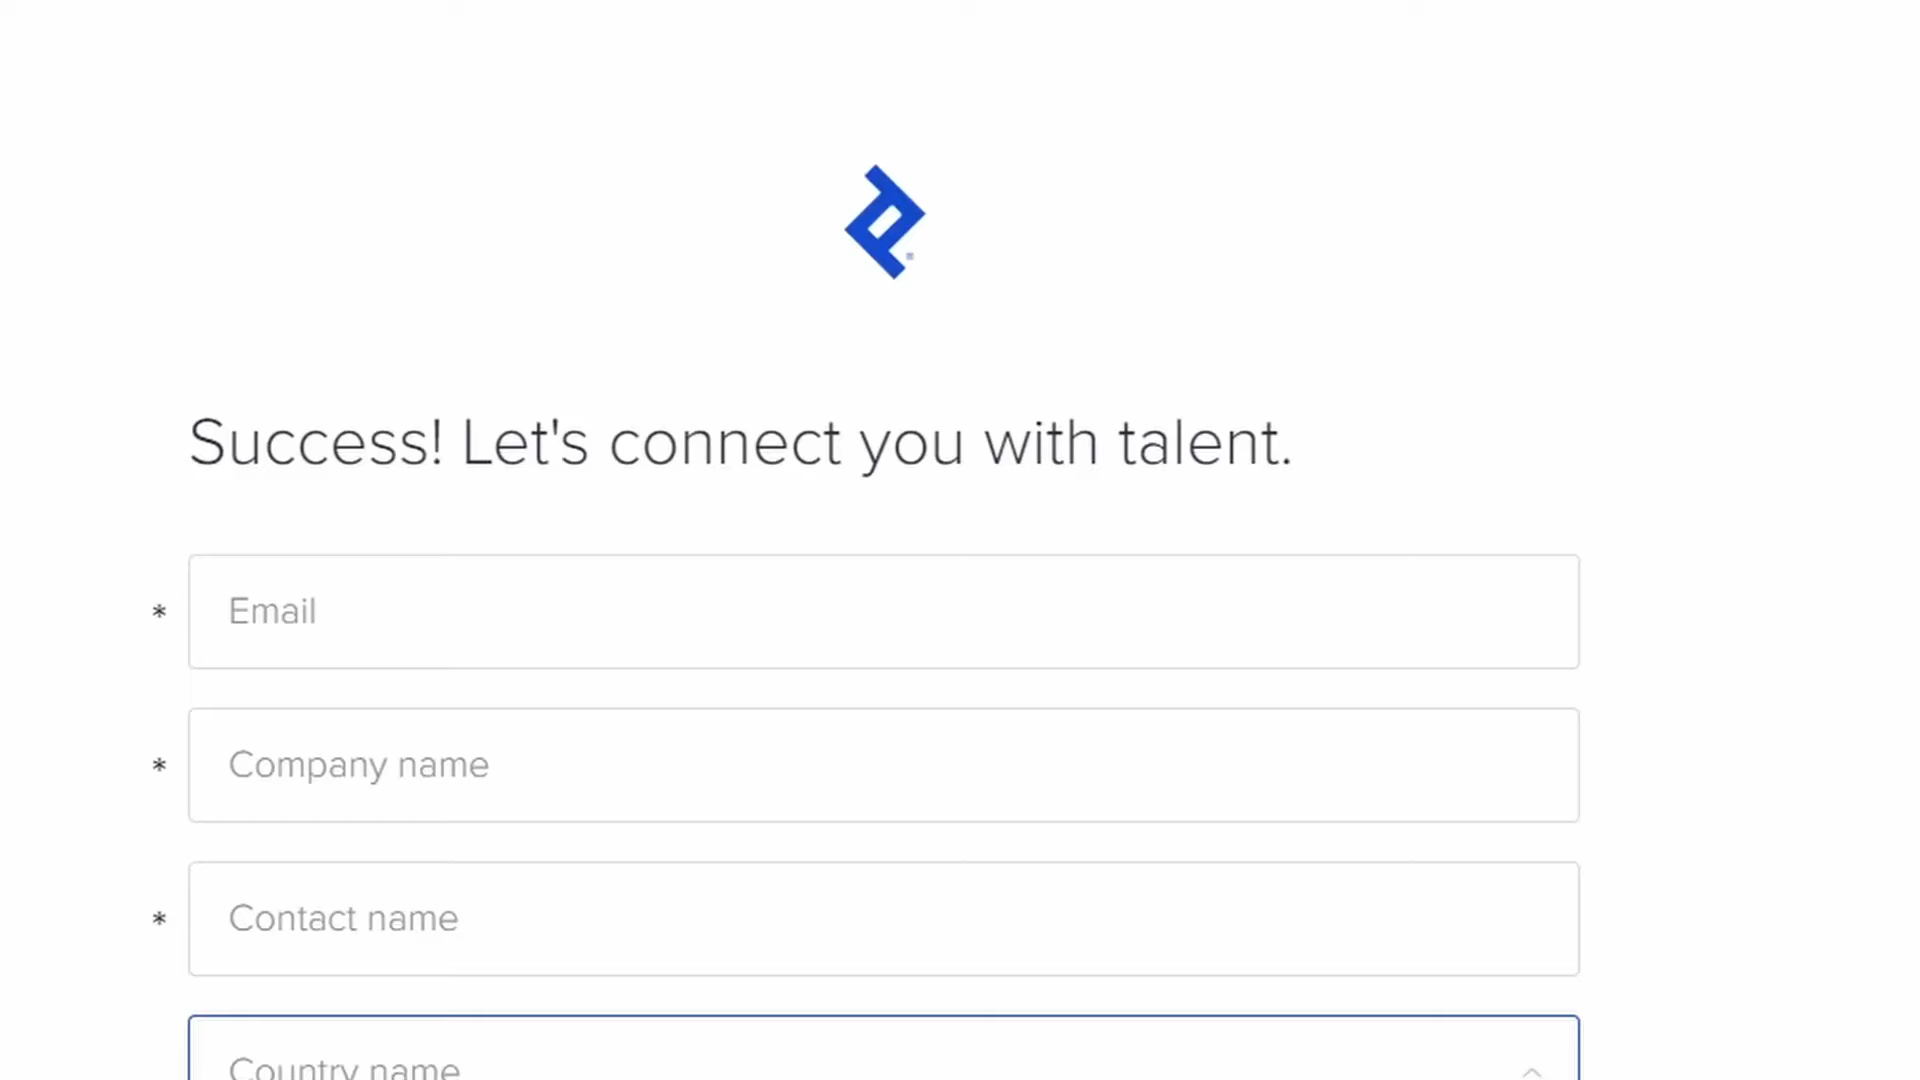 Success! Let's connect you with talent.
* Email
* Company name
* Contact name
Country name